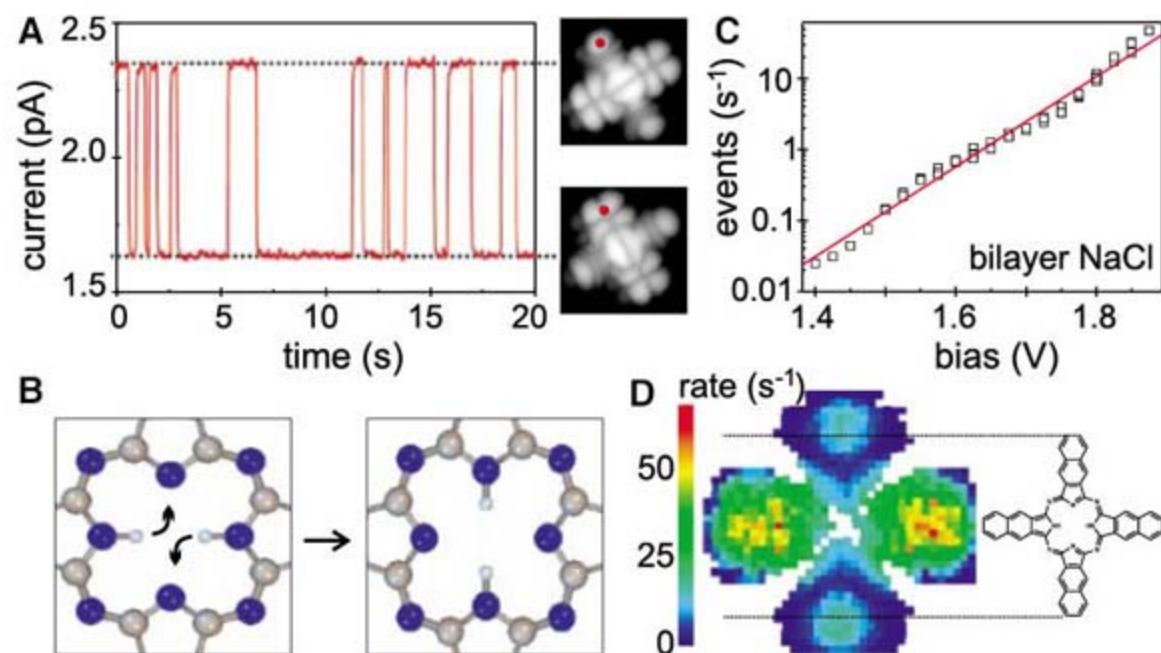 A
2.5
2.0
1.5
current (pA)
0
5
10
15
20
time (s)
C
10
1
0.1
0.01
events (s⁻¹)
bilayer NaCl
1.4
1.6
1.8
bias (V)
B
D
rate (s⁻¹)
50
25
0